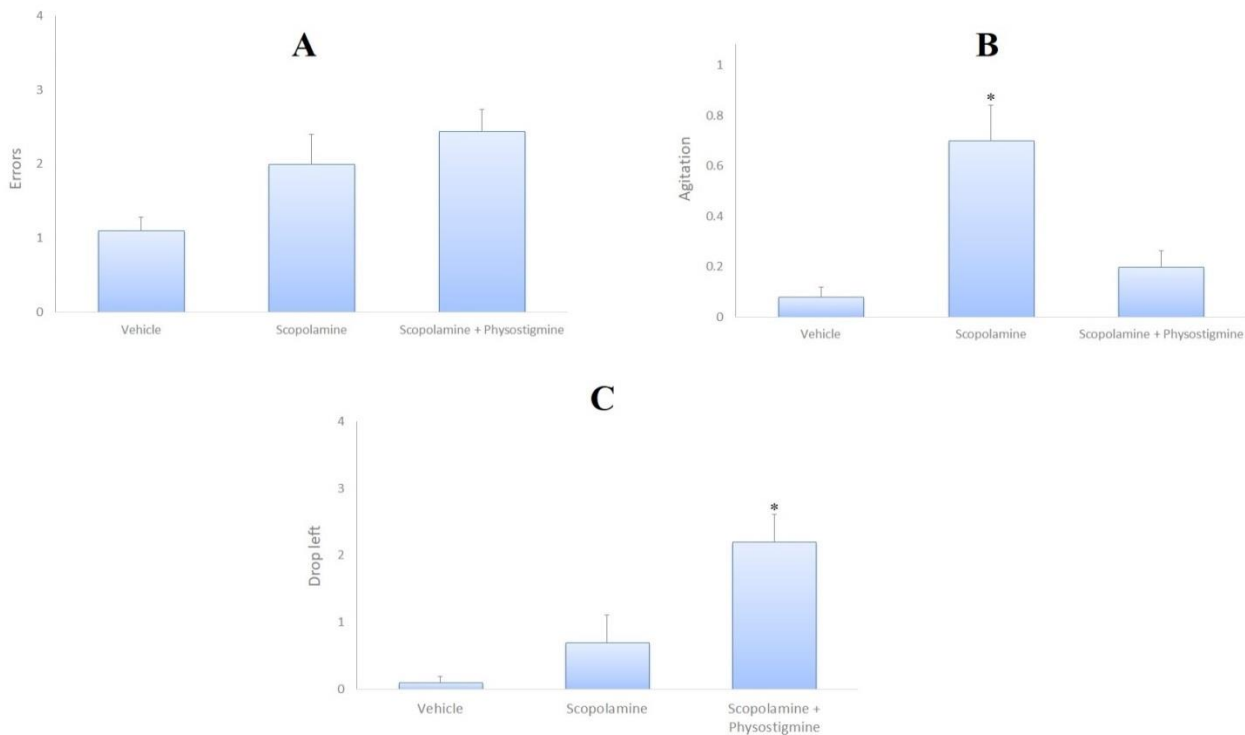 A
4
3
2
1
0
Errors
Vehicle
Scopolamine
Scopolamine + Physostigmine
B
1
0.8
0.6
0.4
0.2
0
Agitation
*
Vehicle
Scopolamine
Scopolamine + Physostigmine
C
4
3
2
1
0
Drop left
*
Vehicle
Scopolamine
Scopolamine +
Physostigmine